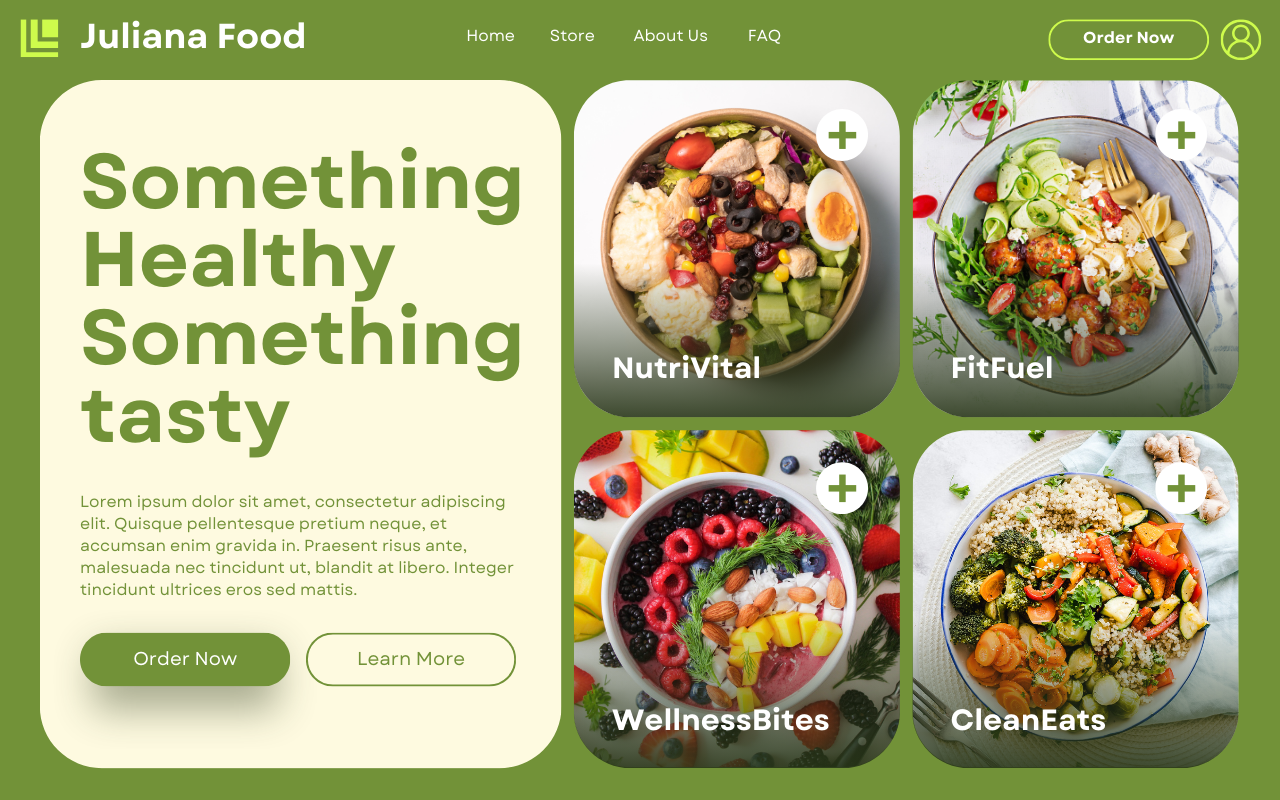 Juliana Food
Home
Store
About Us
FAQ
Order Now
Something
Healthy
Something
tasty
Lorem ipsum dolor sit amet, consectetur adipiscing
elit. Quisque pellentesque pretium neque, et
accumsan enim gravida in. Praesent risus ante,
malesuada nec tincidunt ut, blandit at libero. Integer
tincidunt ultrices eros sed mattis.
Order Now
Learn More
NutriVital
FitFuel
WellnessBites
CleanEats